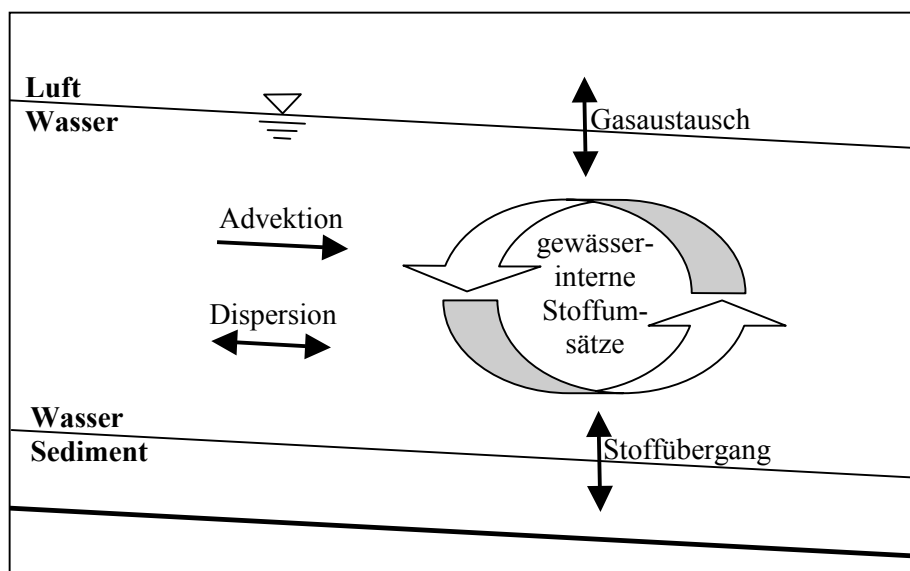 Luft
Wasser
Gasaustausch
Advektion
gewässer-
interne
Stoffum-
sätze
Dispersion
Wasser
Sediment
Stoffübergang